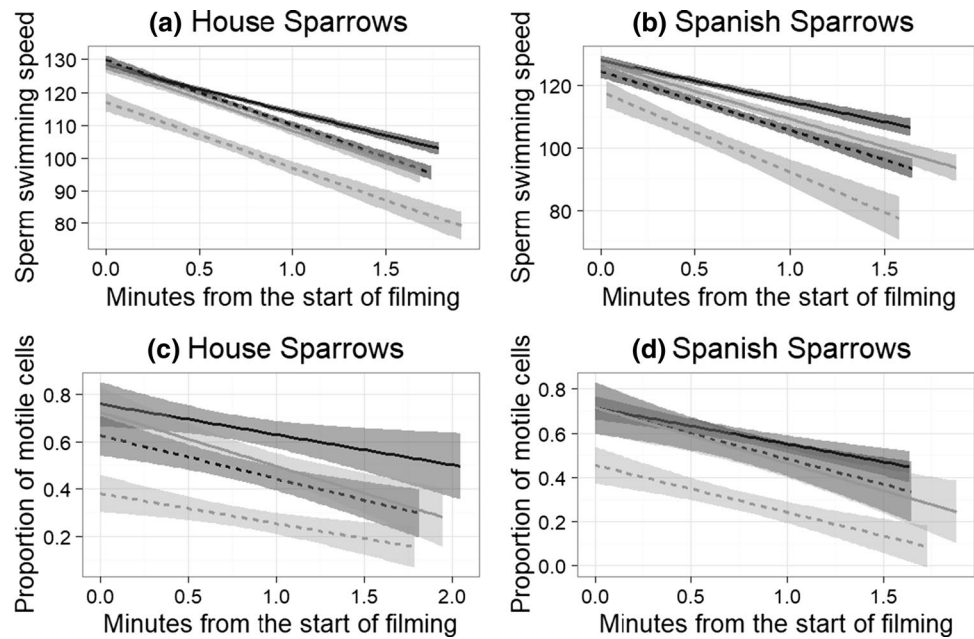 (a) House Sparrows
Sperm swimming speed
130
120
110
100
90
80
0.0 0.5 1.0 1.5
Minutes from the start of filming
(b) Spanish Sparrows
Sperm swimming speed
120
100
80
0.0 0.5 1.0 1.5
Minutes from the start of filming
(c) House Sparrows
Proportion of motile cells
0.8
0.6
0.4
0.2
0.0 0.5 1.0 1.5 2.0
Minutes from the start of filming
(d) Spanish Sparrows
Proportion of motile cells
0.8
0.6
0.4
0.2
0.0
0.0 0.5 1.0 1.5
Minutes from the start of filming